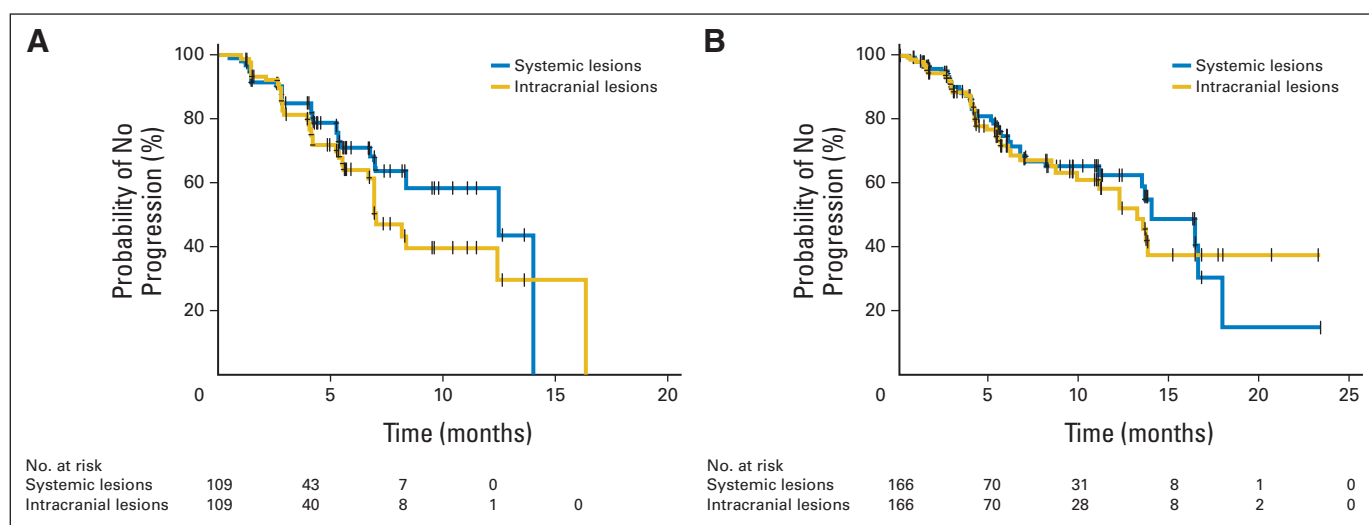 A
100
80
60
40
20
0
5
10
15
20
Probability of No
Progression (%)
Time (months)
Systemic lesions
Intracranial lesions
No. at risk
Systemic lesions 109 43 7 0
Intracranial lesions 109 40 8 1 0
B
100
80
60
40
20
0
5
10
15
20
25
Probability of No
Progression (%)
Time (months)
Systemic lesions
Intracranial lesions
No. at risk
Systemic lesions 166 70 31 8 1 0
Intracranial lesions 166 70 28 8 2 0